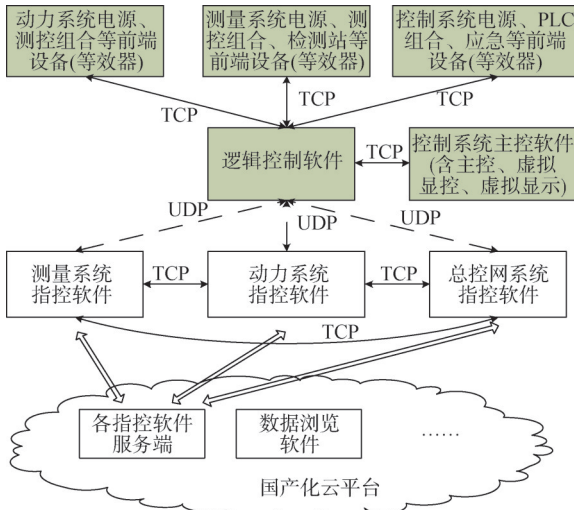 动力系统电源、
测控组合等前端
设备(等效器)
测量系统电源、测
控组合、检测站等
前端设备(等效器)
控制系统电源、PLC
组合、应急等前端
设备(等效器)
TCP
TCP
TCP
逻辑控制软件
TCP
控制系统主控软件
(含主控、虚拟
显控、虚拟显示)
UDP
UDP
UDP
测量系统
指控软件
TCP
动力系统
指控软件
TCP
总控网系统
指控软件
TCP
各指控软件
服务端
数据浏览
软件
……
国产化云平台